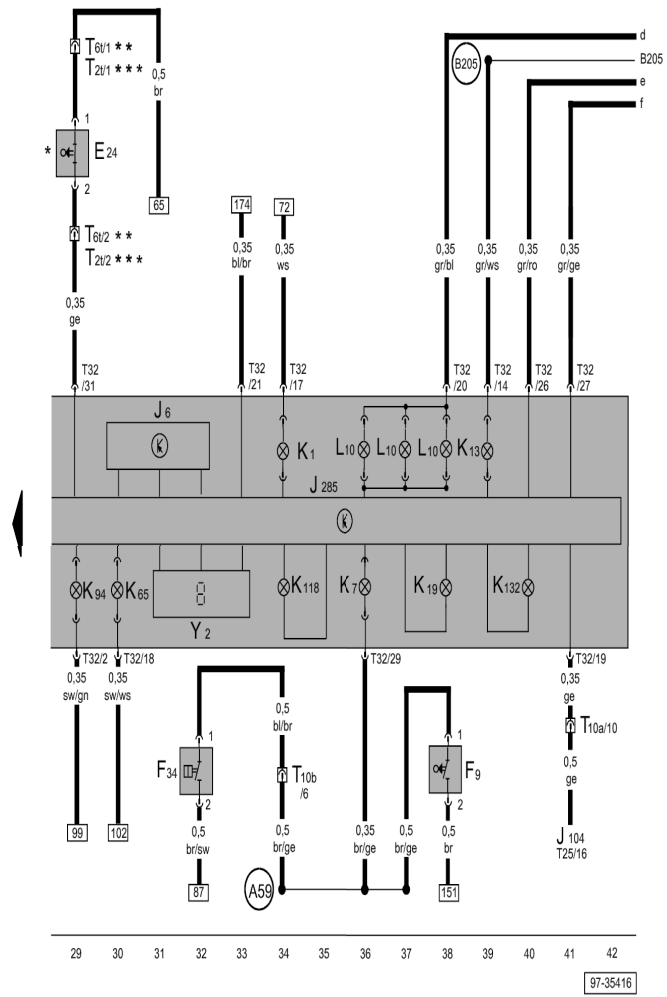 d
B205
B205
e
f
T6t/1 * *
T2t/1 * * *
0,5
br
1
* E24
2
65
174
72
T6t/2 * *
T2t/2 * * *
0,35
bl/br
0,35
ws
0,35
gr/bl
0,35
gr/ws
0,35
gr/ro
0,35
gr/ge
0,35
ge
T32
/31
T32
/21
T32
/17
T32
/20
T32
/14
T32
/26
T32
/27
J6
K
K1
L10
L10
L10
K13
J285
K
K94
K65
8
Y2
K118
K7
K19
K132
T32/2
T32/18
T32/29
T32/19
0,35
sw/gn
0,35
sw/ws
0,35
ge
0,5
bl/br
1
F34
2
T10b
/6
1
F9
2
T10a/10
0,5
ge
99
102
0,5
br/sw
0,5
br/ge
0,35
br/ge
0,5
br/ge
0,5
br
J104
T25/16
87
A59
151
29 30 31 32 33 34 35 36 37 38 39 40 41 42
97-35416